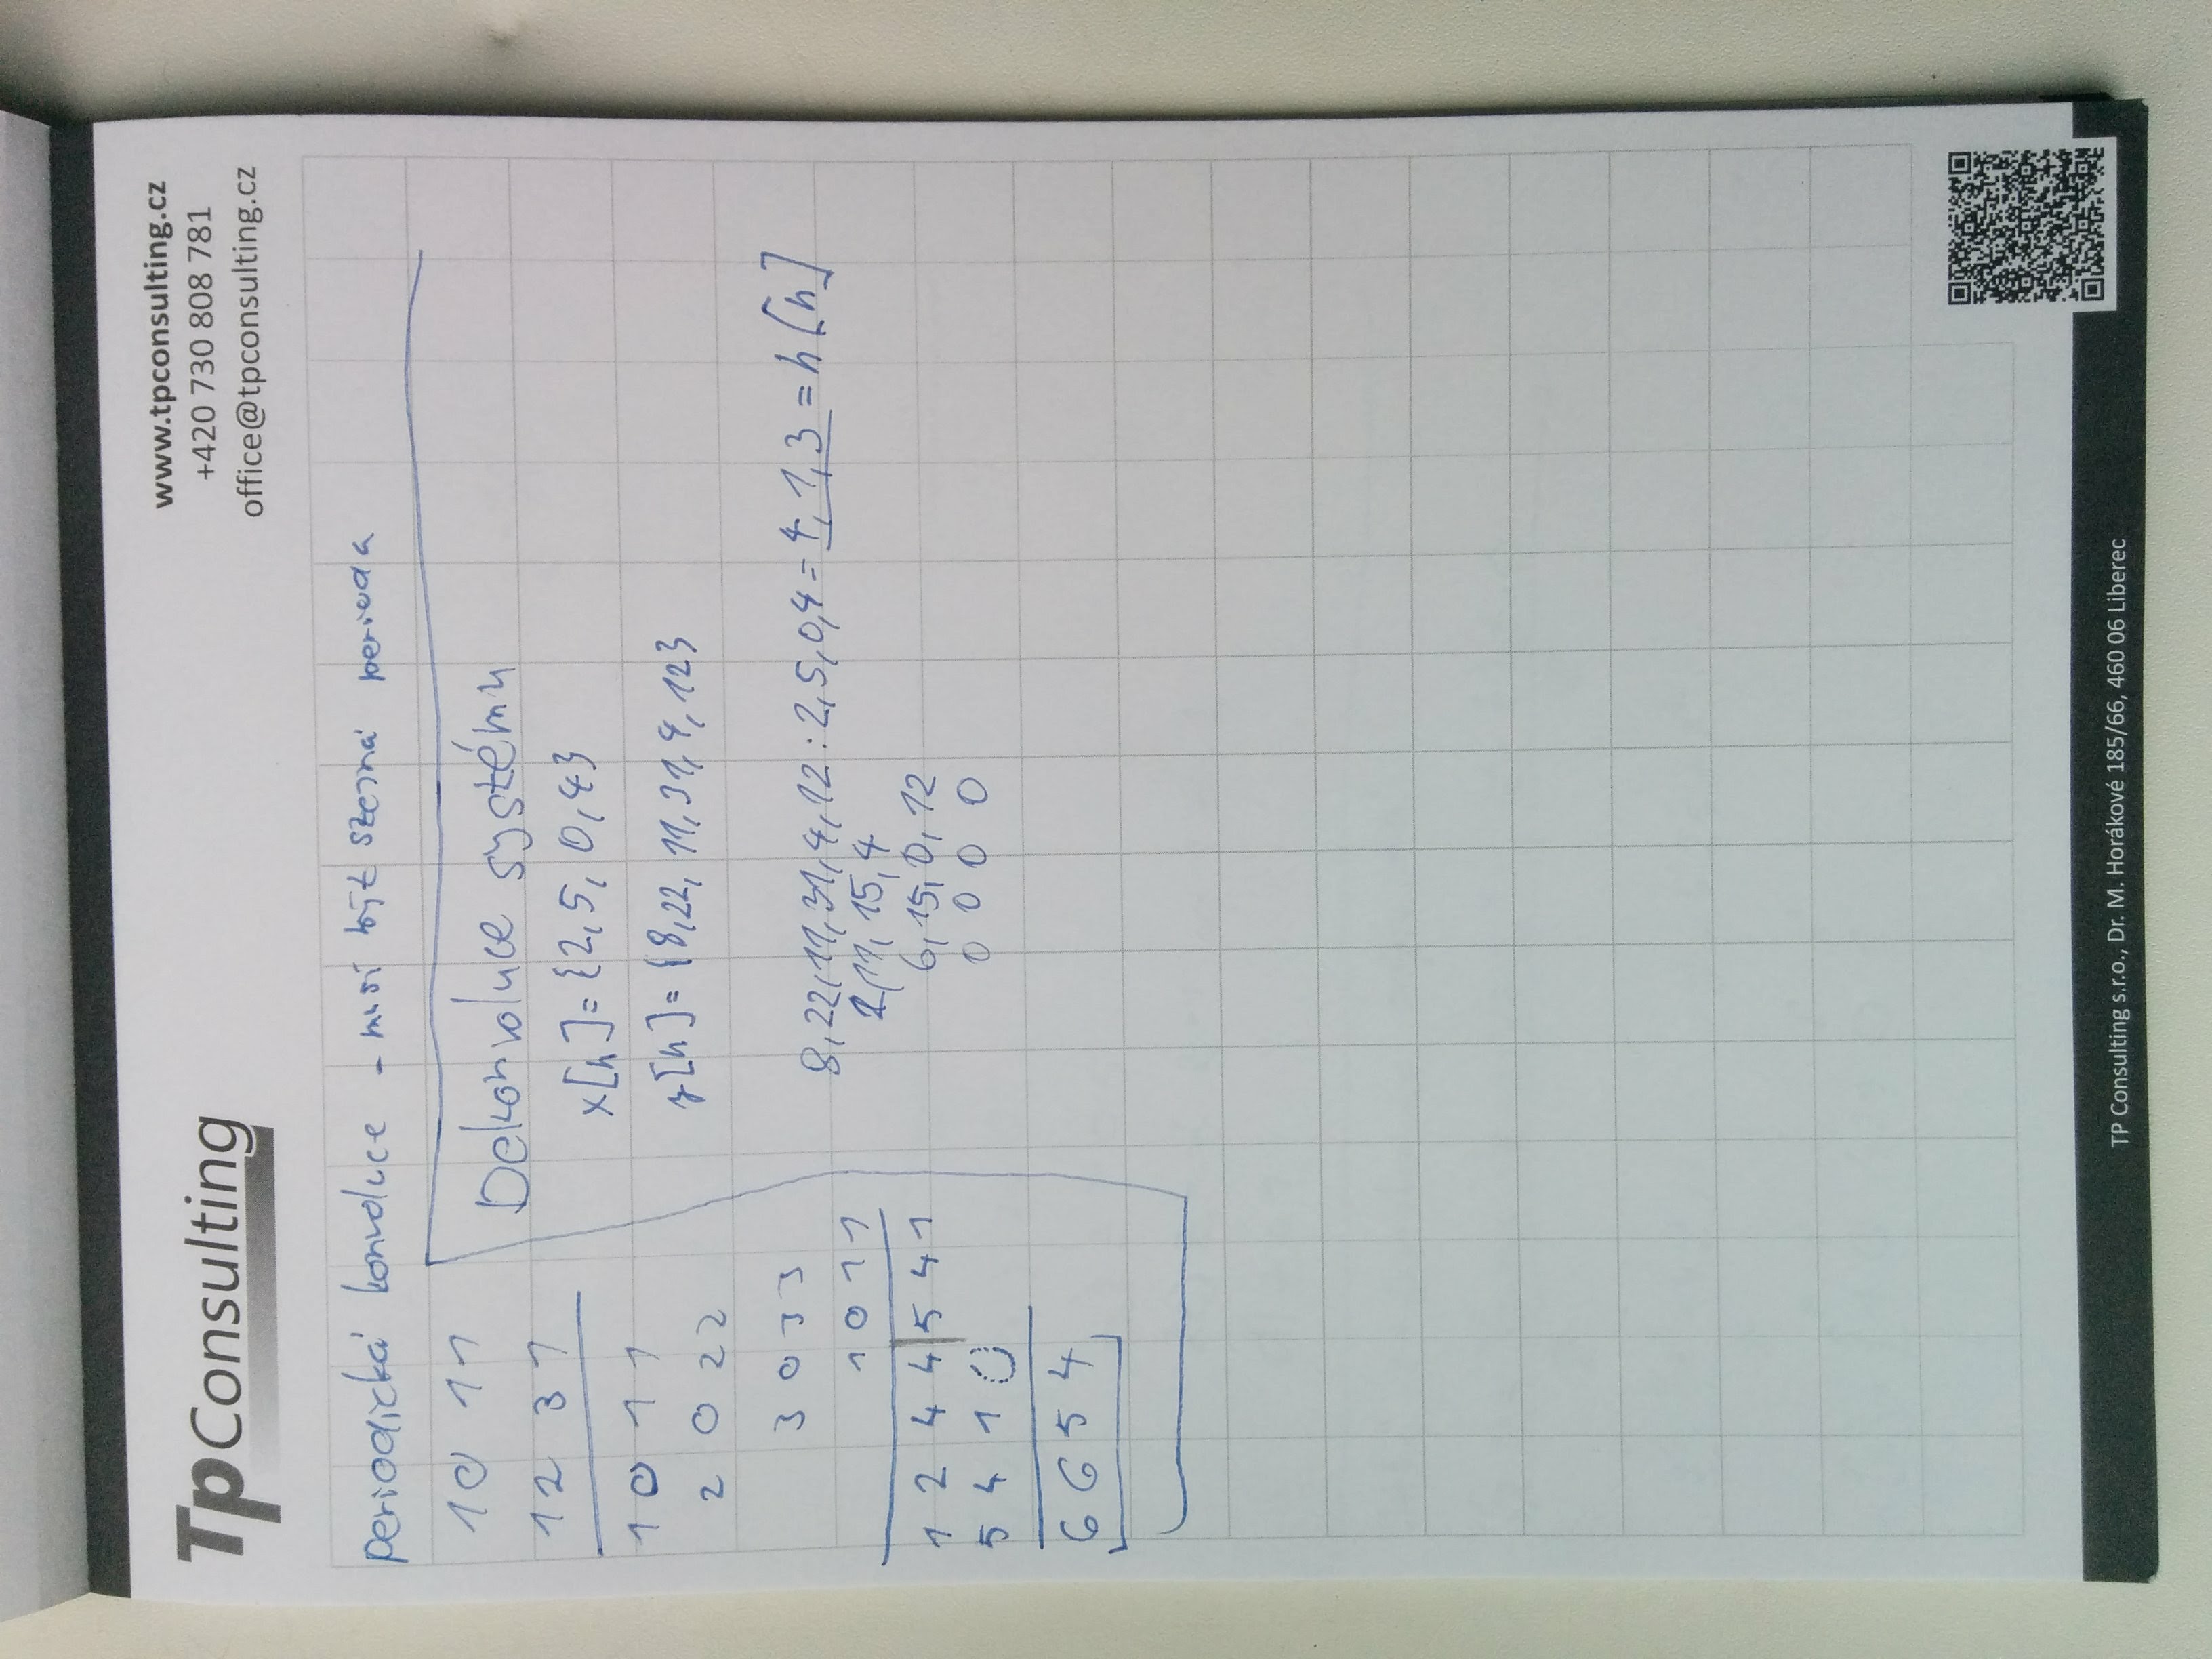 TpConsulting
www.tpconsulting.cz
+420 730 808 781
office@tpconsulting.cz
periodická konvoluce - musí být stejná perioda
1 0 1 1
1 2 3 1
1 0 1 1
2 0 2 2
3 0 3 3
1 0 1 1
1 2 4 4 5 4 1
5 4 1 0
6 6 5 4
Dekonvoluce systému
x[n] = {2, 5, 0, 4}
y[n] = {8, 22, 11, 31, 4, 12}
8, 22, 11, 31, 4, 12 : 2, 5, 0, 4 = 4, 1, 3 = h[n]
2, 11, 15, 4
6, 15, 0, 12
0 0 0 0
TP Consulting s.r.o., Dr. M. Horákové 185/66, 460 06 Liberec